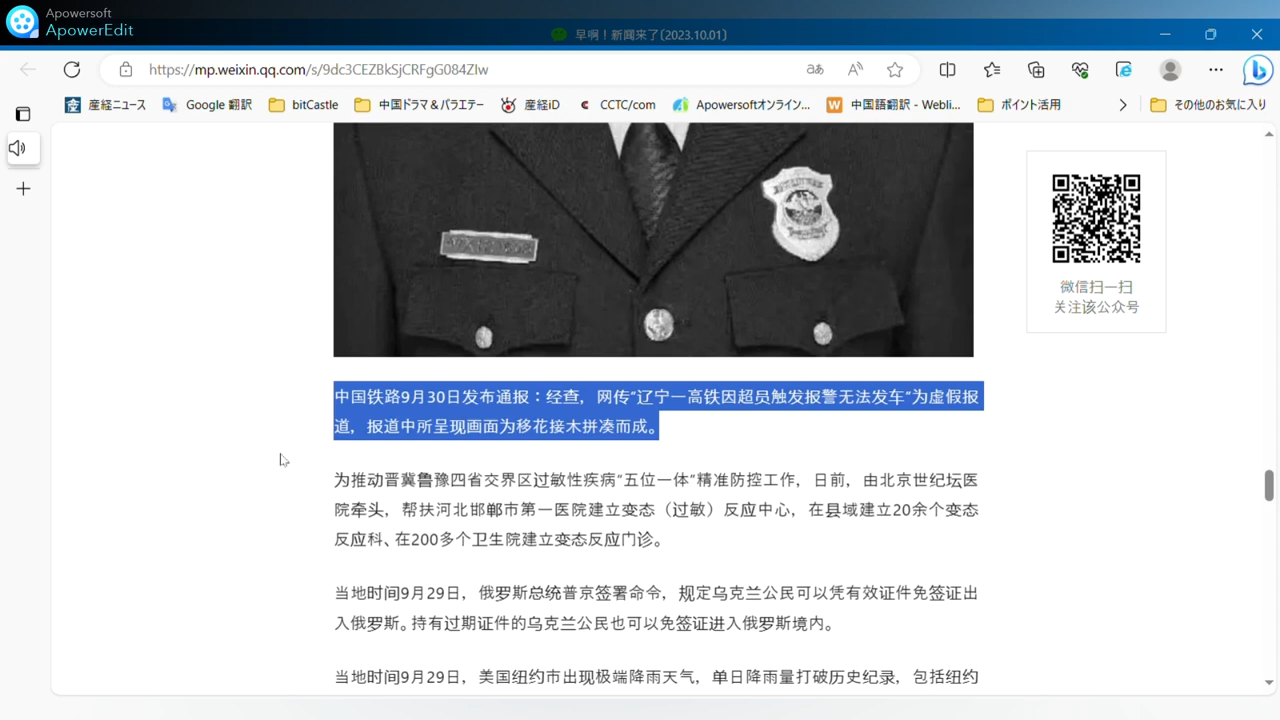 Apowersoft
ApowerEdit
早啊！新闻来了〔2023.10.01〕
https://mp.weixin.qq.com/s/9dc3CEZBkSjCRFgG084ZIw
産経ニュース
Google 翻訳
bitCastle
中国ドラマ＆バラエテー
産経iD
CCTC/com
Apowersoftオンライン...
中国語翻訳 - Webli...
ポイント活用
その他のお気に入り
微信扫一扫
关注该公众号
中国铁路9月30日发布通报：经查，网传“辽宁一高铁因超员触发报警无法发车”为虚假报
道，报道中所呈现画面为移花接木拼凑而成。
为推动晋冀鲁豫四省交界区过敏性疾病“五位一体”精准防控工作，日前，由北京世纪坛医
院牵头，帮扶河北邯郸市第一医院建立变态（过敏）反应中心，在县域建立20余个变态
反应科、在200多个卫生院建立变态反应门诊。
当地时间9月29日，俄罗斯总统普京签署命令，规定乌克兰公民可以凭有效证件免签证出
入俄罗斯。持有过期证件的乌克兰公民也可以免签证进入俄罗斯境内。
当地时间9月29日，美国纽约市出现极端降雨天气，单日降雨量打破历史纪录，包括纽约